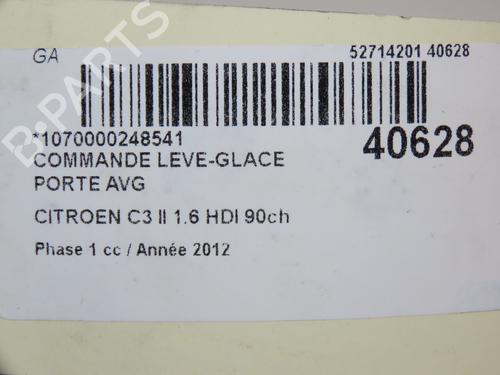 GA
52714201 40628
*1070000248541
40628
COMMANDE LEVE-GLACE
PORTE AVG
CITROEN C3 II 1.6 HDI 90ch
Phase 1 cc / Année 2012
B-PARTS